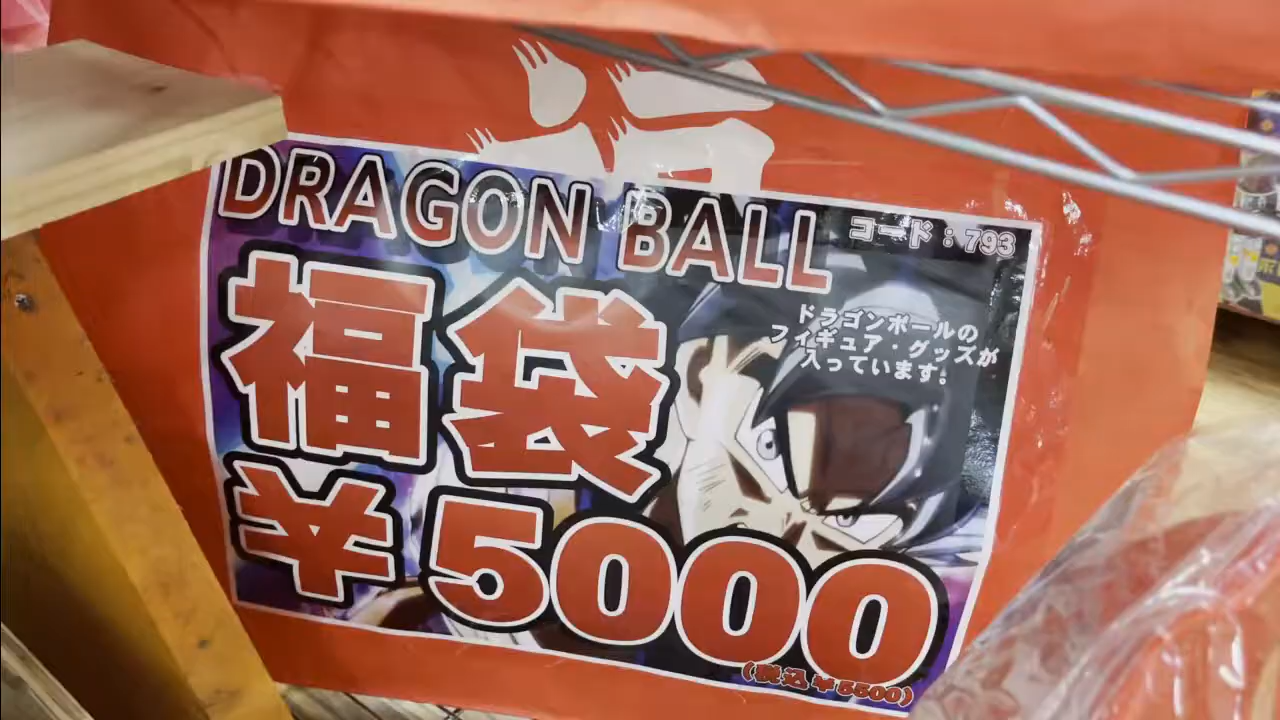 DRAGON BALL
コード：793
福袋
ドラゴンボールの
フィギュア・グッズが
入っています。
￥5000
(税込￥5500)